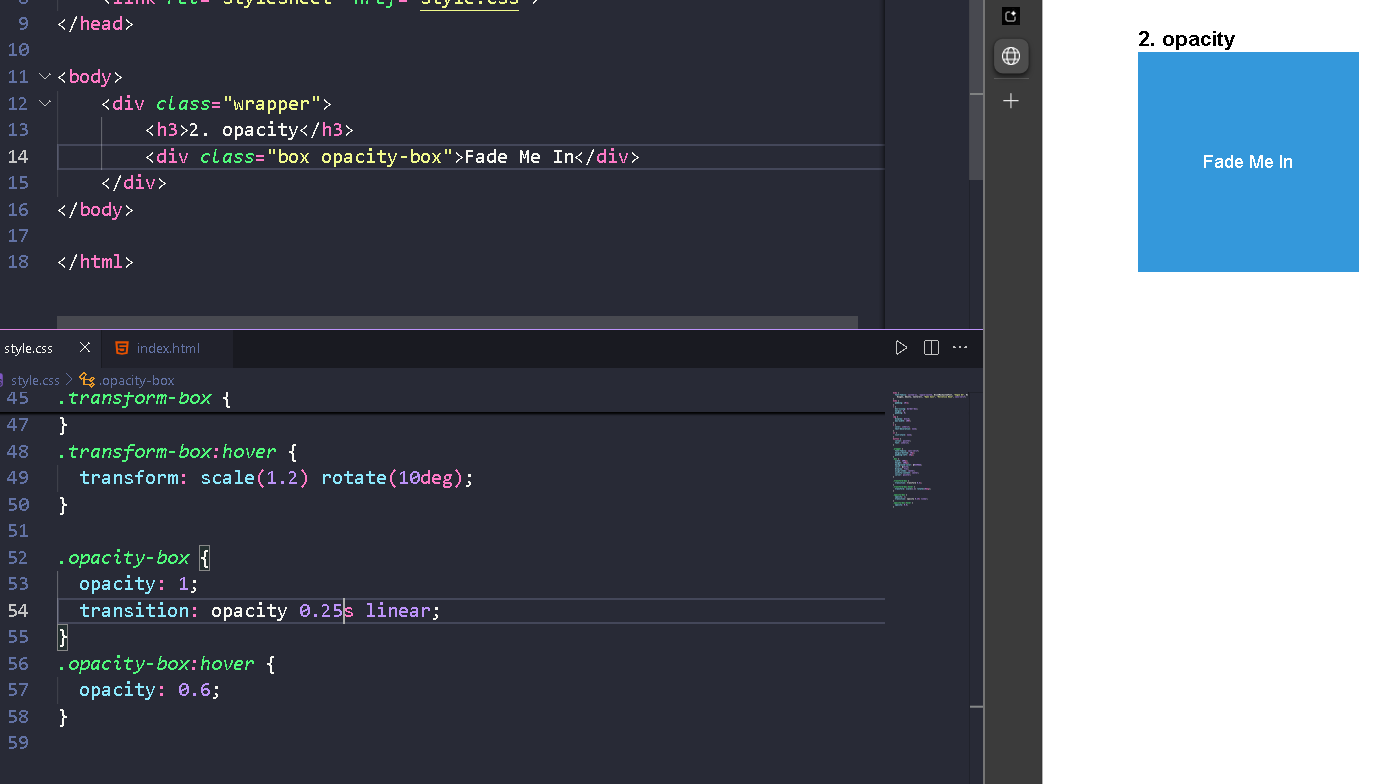 8 <link rel="stylesheet" href="style.css">
9 </head>
10
11 <body>
12 <div class="wrapper">
13 <h3>2. opacity</h3>
14 <div class="box opacity-box">Fade Me In</div>
15 </div>
16 </body>
17
18 </html>
style.css index.html
style.css > .opacity-box
45 .transform-box {
47 }
48 .transform-box:hover {
49 transform: scale(1.2) rotate(10deg);
50 }
51
52 .opacity-box {
53 opacity: 1;
54 transition: opacity 0.25s linear;
55 }
56 .opacity-box:hover {
57 opacity: 0.6;
58 }
59
2. opacity
Fade Me In